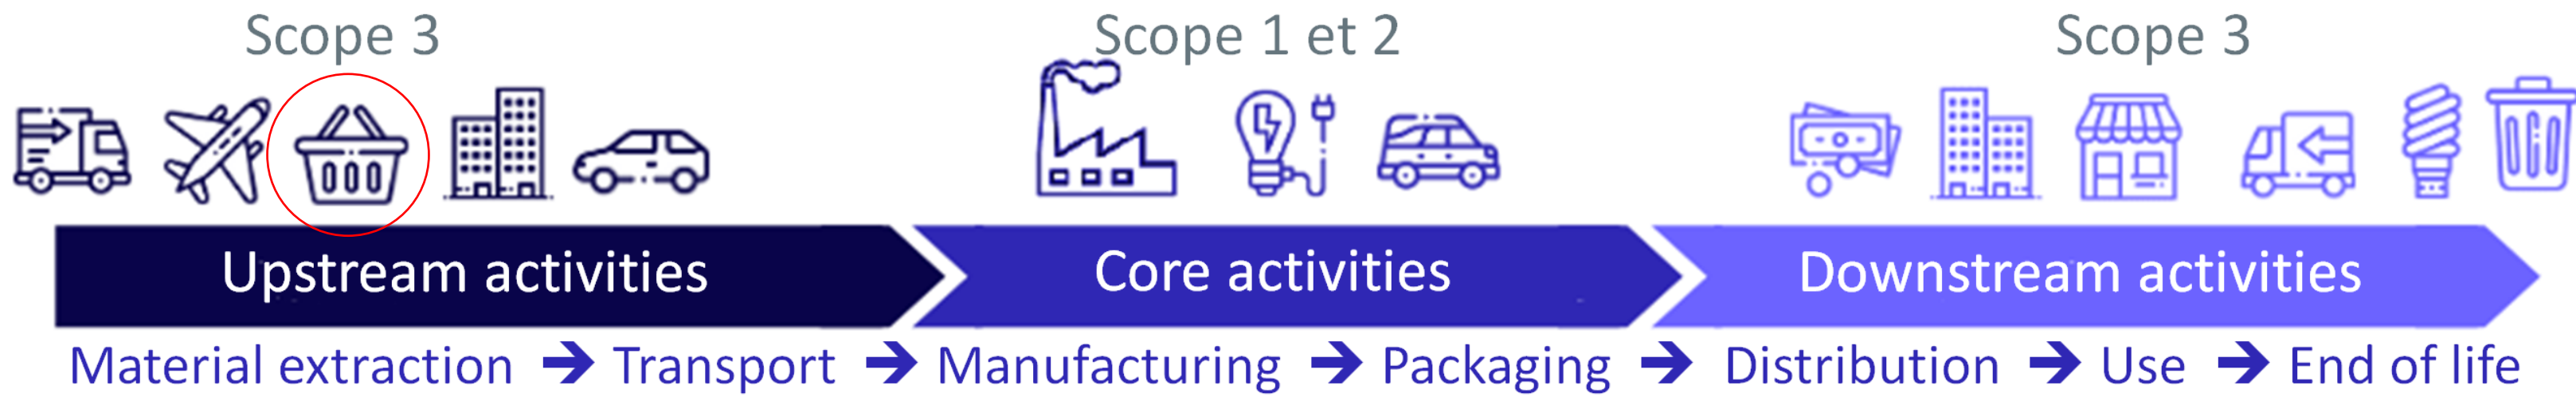 Scope 3 Scope 1 et 2 Scope 3
Upstream activities Core activities Downstream activities
Material extraction ➔ Transport ➔ Manufacturing ➔ Packaging ➔ Distribution ➔ Use ➔ End of life